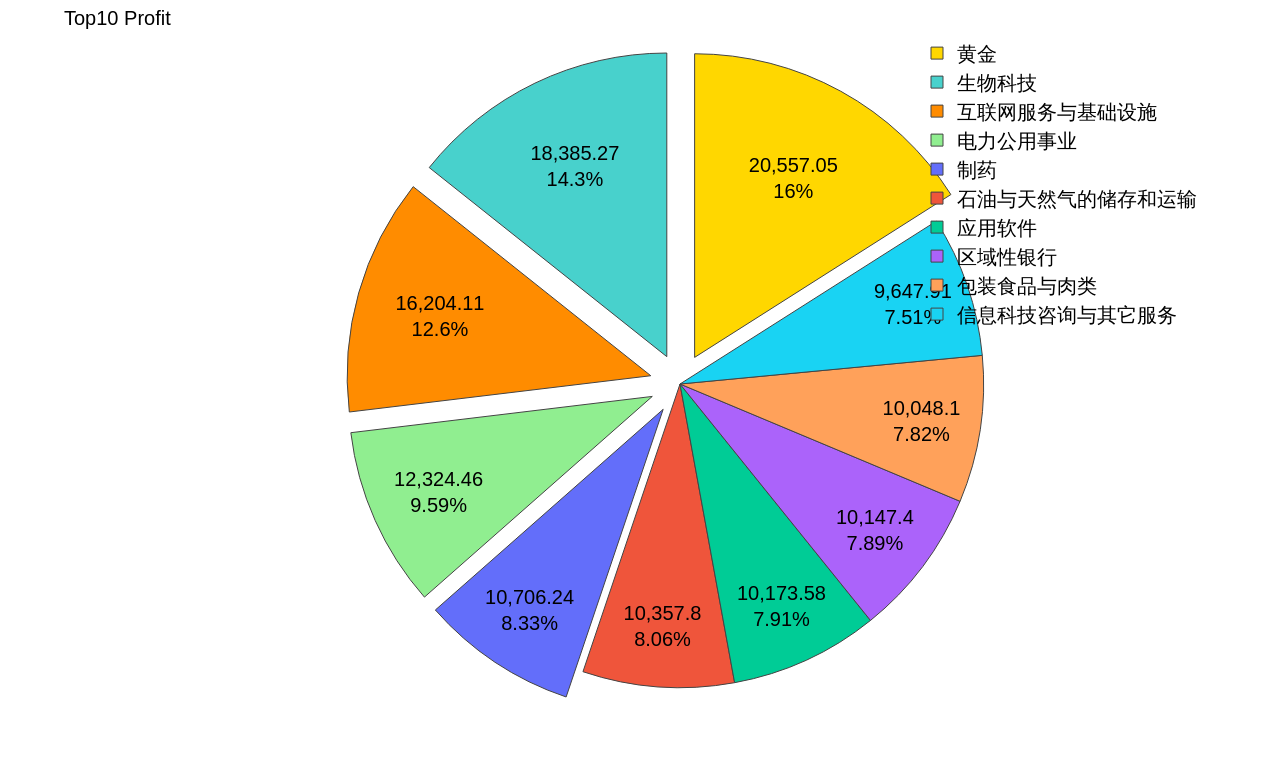 Top10 Profit
黄金
生物科技
互联网服务与基础设施
电力公用事业
制药
石油与天然气的储存和运输
应用软件
区域性银行
包装食品与肉类
信息科技咨询与其它服务
18,385.27
14.3%
20,557.05
16%
16,204.11
12.6%
9,647.91
7.51%
10,048.1
7.82%
12,324.46
9.59%
10,147.4
7.89%
10,706.24
8.33%
10,357.8
8.06%
10,173.58
7.91%